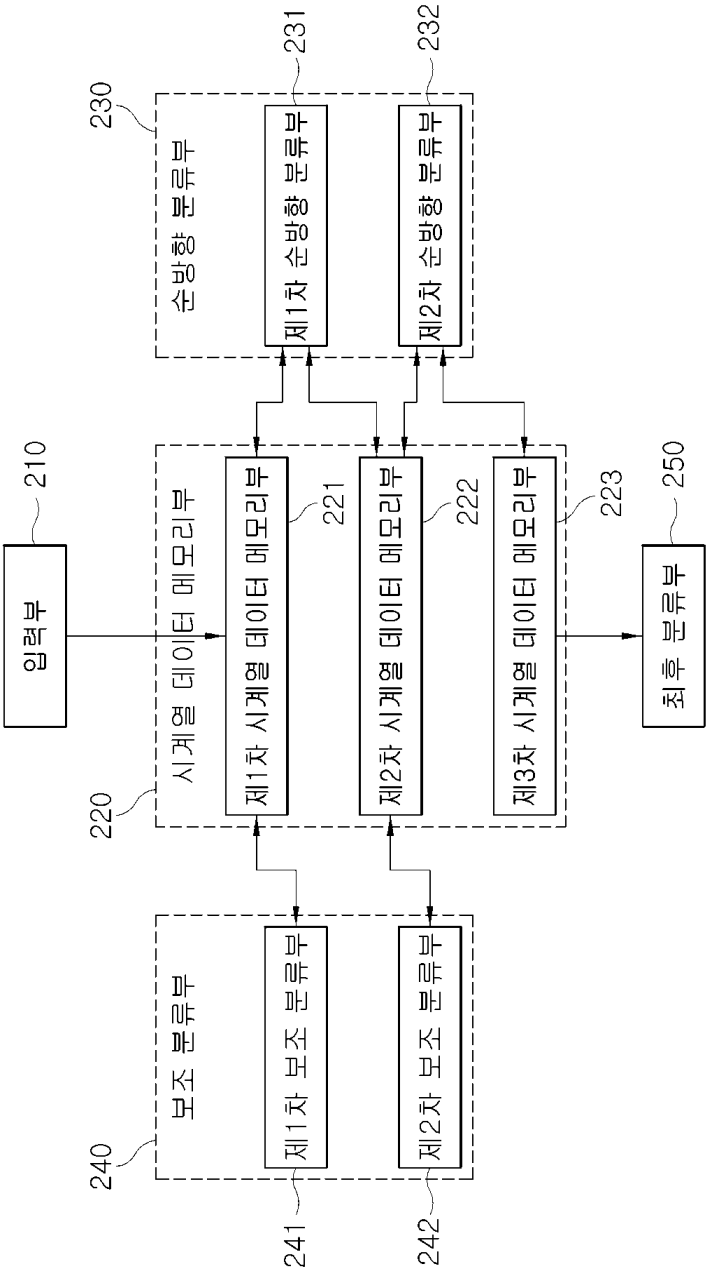 210
입력부
220
시계열 데이터 메모리부
제1차 시계열 데이터 메모리부
221
제2차 시계열 데이터 메모리부
222
제3차 시계열 데이터 메모리부
223
230
순방향 분류부
제1차 순방향 분류부
231
제2차 순방향 분류부
232
240
보조 분류부
제1차 보조 분류부
241
제2차 보조 분류부
242
250
최후 분류부